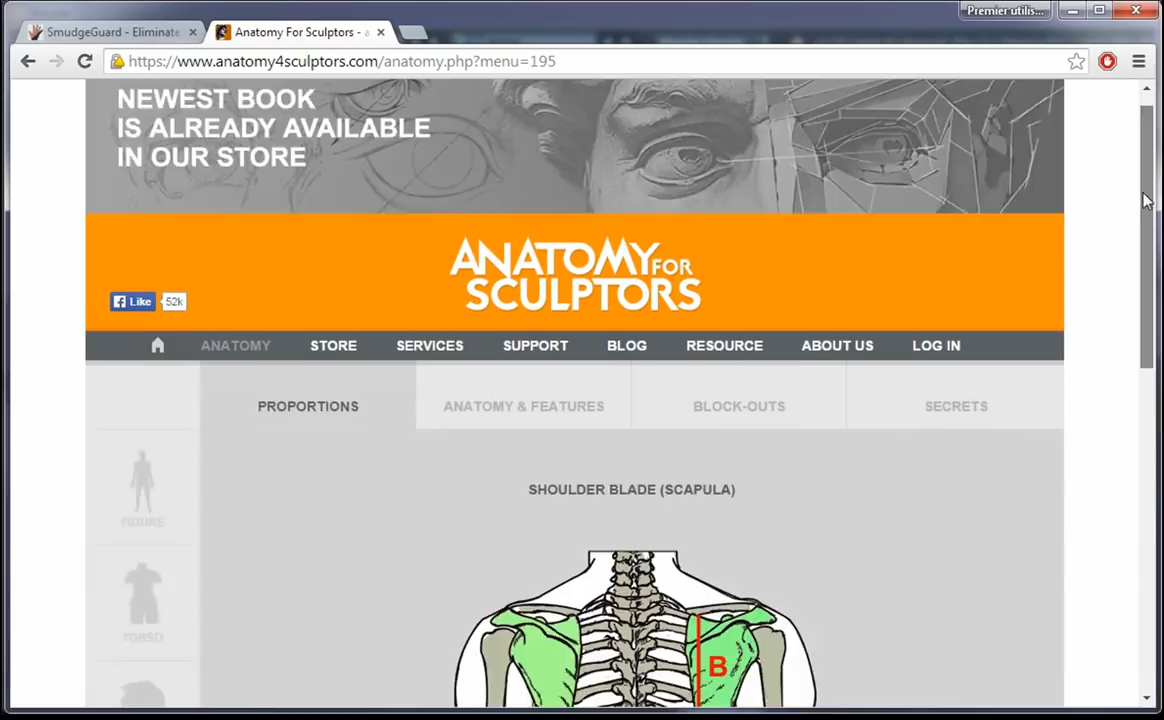 Premier utilis...
SmudgeGuard - Eliminate
Anatomy For Sculptors - a
https://www.anatomy4sculptors.com/anatomy.php?menu=195
NEWEST BOOK
IS ALREADY AVAILABLE
IN OUR STORE
ANATOMY FOR
SCULPTORS
Like 52k
ANATOMY STORE SERVICES SUPPORT BLOG RESOURCE ABOUT US LOG IN
PROPORTIONS ANATOMY & FEATURES BLOCK-OUTS SECRETS
SHOULDER BLADE (SCAPULA)
FIGURE
TORSO
B